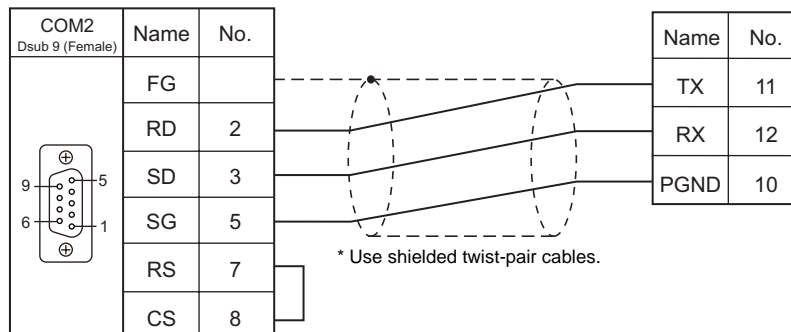 COM2
Dsub 9 (Female)
Name No.
FG
RD 2
SD 3
SG 5
RS 7
CS 8
9 5
6 1
* Use shielded twist-pair cables.
Name No.
TX 11
RX 12
PGND 10